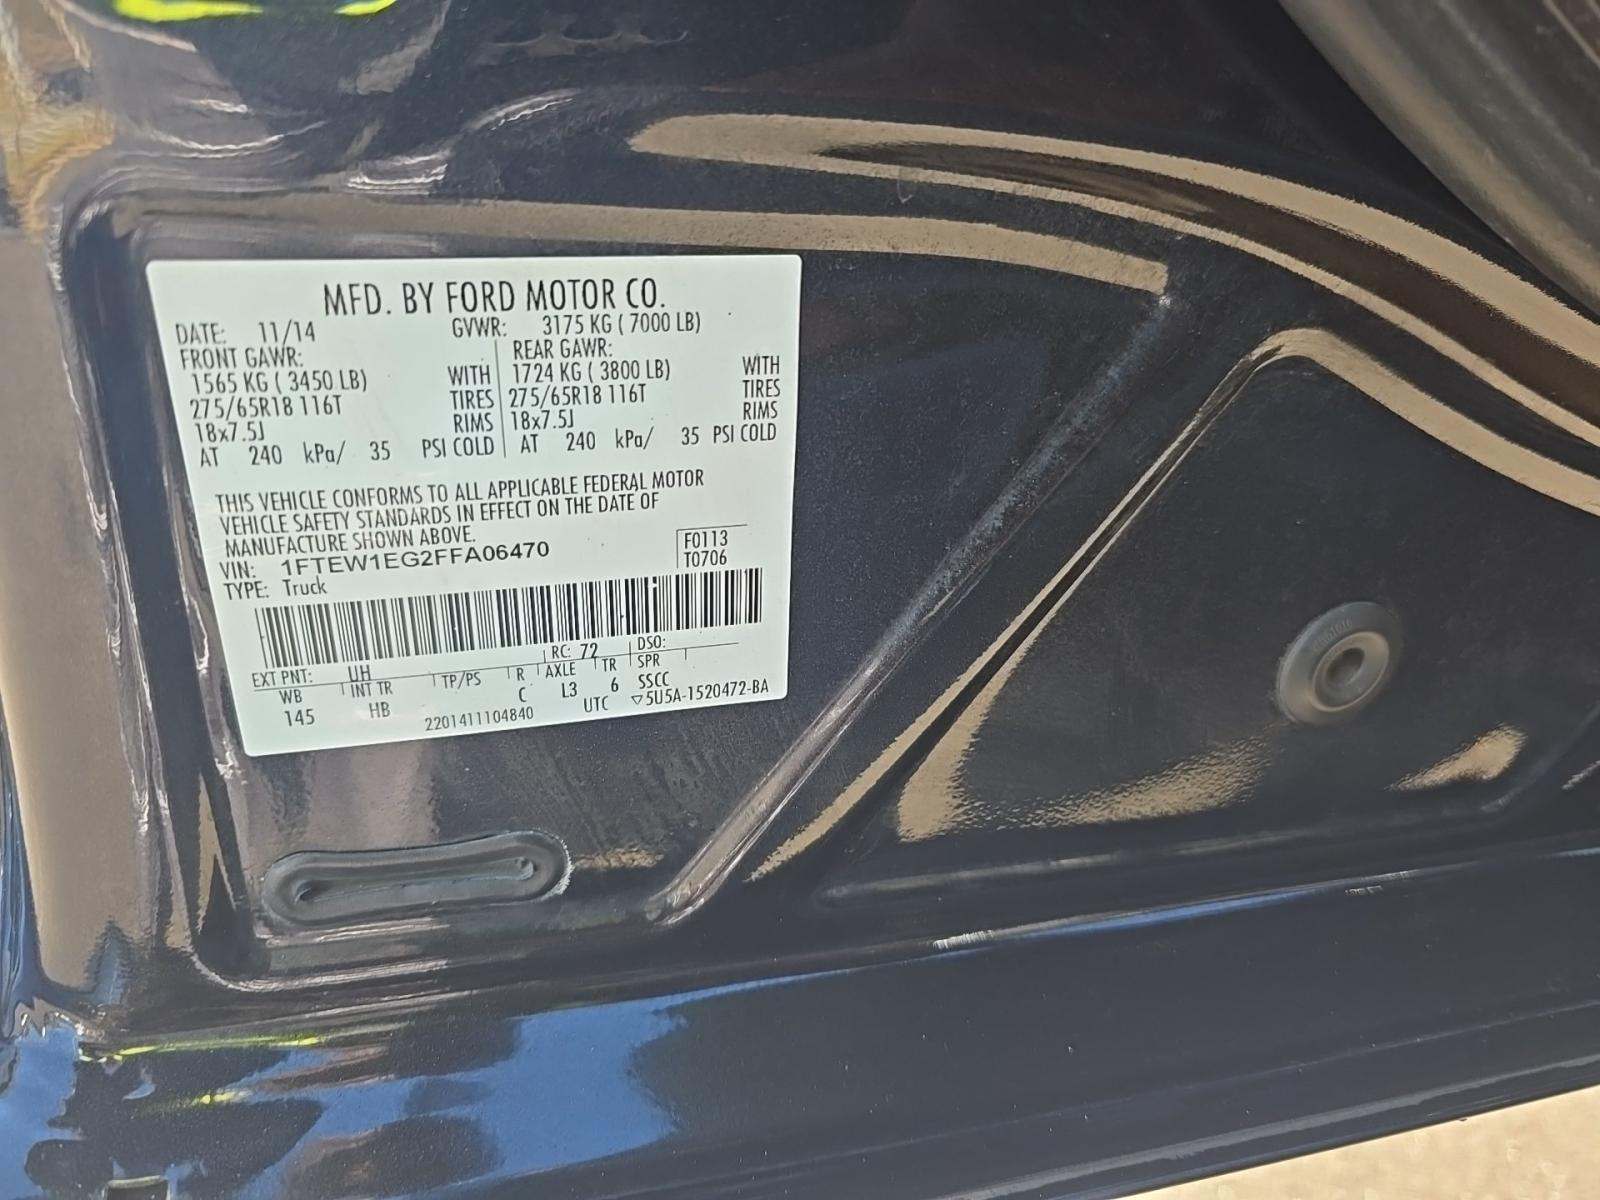 MFD. BY FORD MOTOR CO.
DATE: 11/14 GVWR: 3175 KG ( 7000 LB)
FRONT GAWR: REAR GAWR:
1565 KG ( 3450 LB) WITH 1724 KG ( 3800 LB) WITH
275/65R18 116T TIRES 275/65R18 116T TIRES
18x7.5J RIMS 18x7.5J RIMS
AT 240 kPa/ 35 PSI COLD AT 240 kPa/ 35 PSI COLD
THIS VEHICLE CONFORMS TO ALL APPLICABLE FEDERAL MOTOR
VEHICLE SAFETY STANDARDS IN EFFECT ON THE DATE OF
MANUFACTURE SHOWN ABOVE.
VIN: 1FTEW1EG2FFA06470 F0113
TYPE: Truck T0706
EXT PNT: UH RC: 72 DSO:
WB INT TR TP/PS R AXLE TR SPR
145 HB C L3 6 SSCC
2201411104840 UTC ▽5U5A-1520472-BA